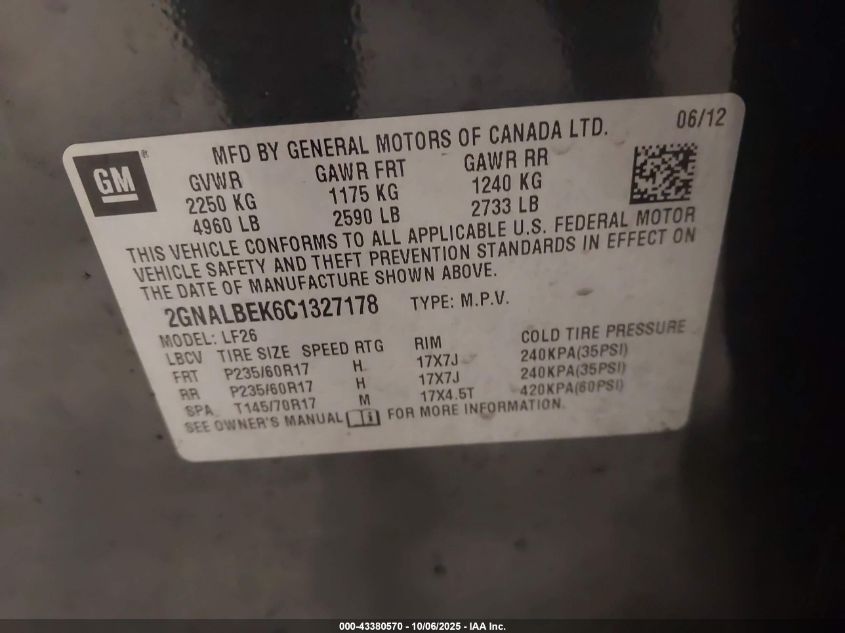 GM
®
MFD BY GENERAL MOTORS OF CANADA LTD. 06/12
GVWR GAWR FRT GAWR RR
2250 KG 1175 KG 1240 KG
4960 LB 2590 LB 2733 LB
THIS VEHICLE CONFORMS TO ALL APPLICABLE U.S. FEDERAL MOTOR
VEHICLE SAFETY AND THEFT PREVENTION STANDARDS IN EFFECT ON
THE DATE OF MANUFACTURE SHOWN ABOVE.
2GNALBEK6C1327178 TYPE: M.P.V.
MODEL: LF26
LBCV TIRE SIZE SPEED RTG RIM COLD TIRE PRESSURE
FRT P235/60R17 H 17X7J 240KPA(35PSI)
RR P235/60R17 H 17X7J 240KPA(35PSI)
SPA T145/70R17 M 17X4.5T 420KPA(60PSI)
SEE OWNER'S MANUAL FOR MORE INFORMATION.
000-43380570 - 10/06/2025 - IAA Inc.